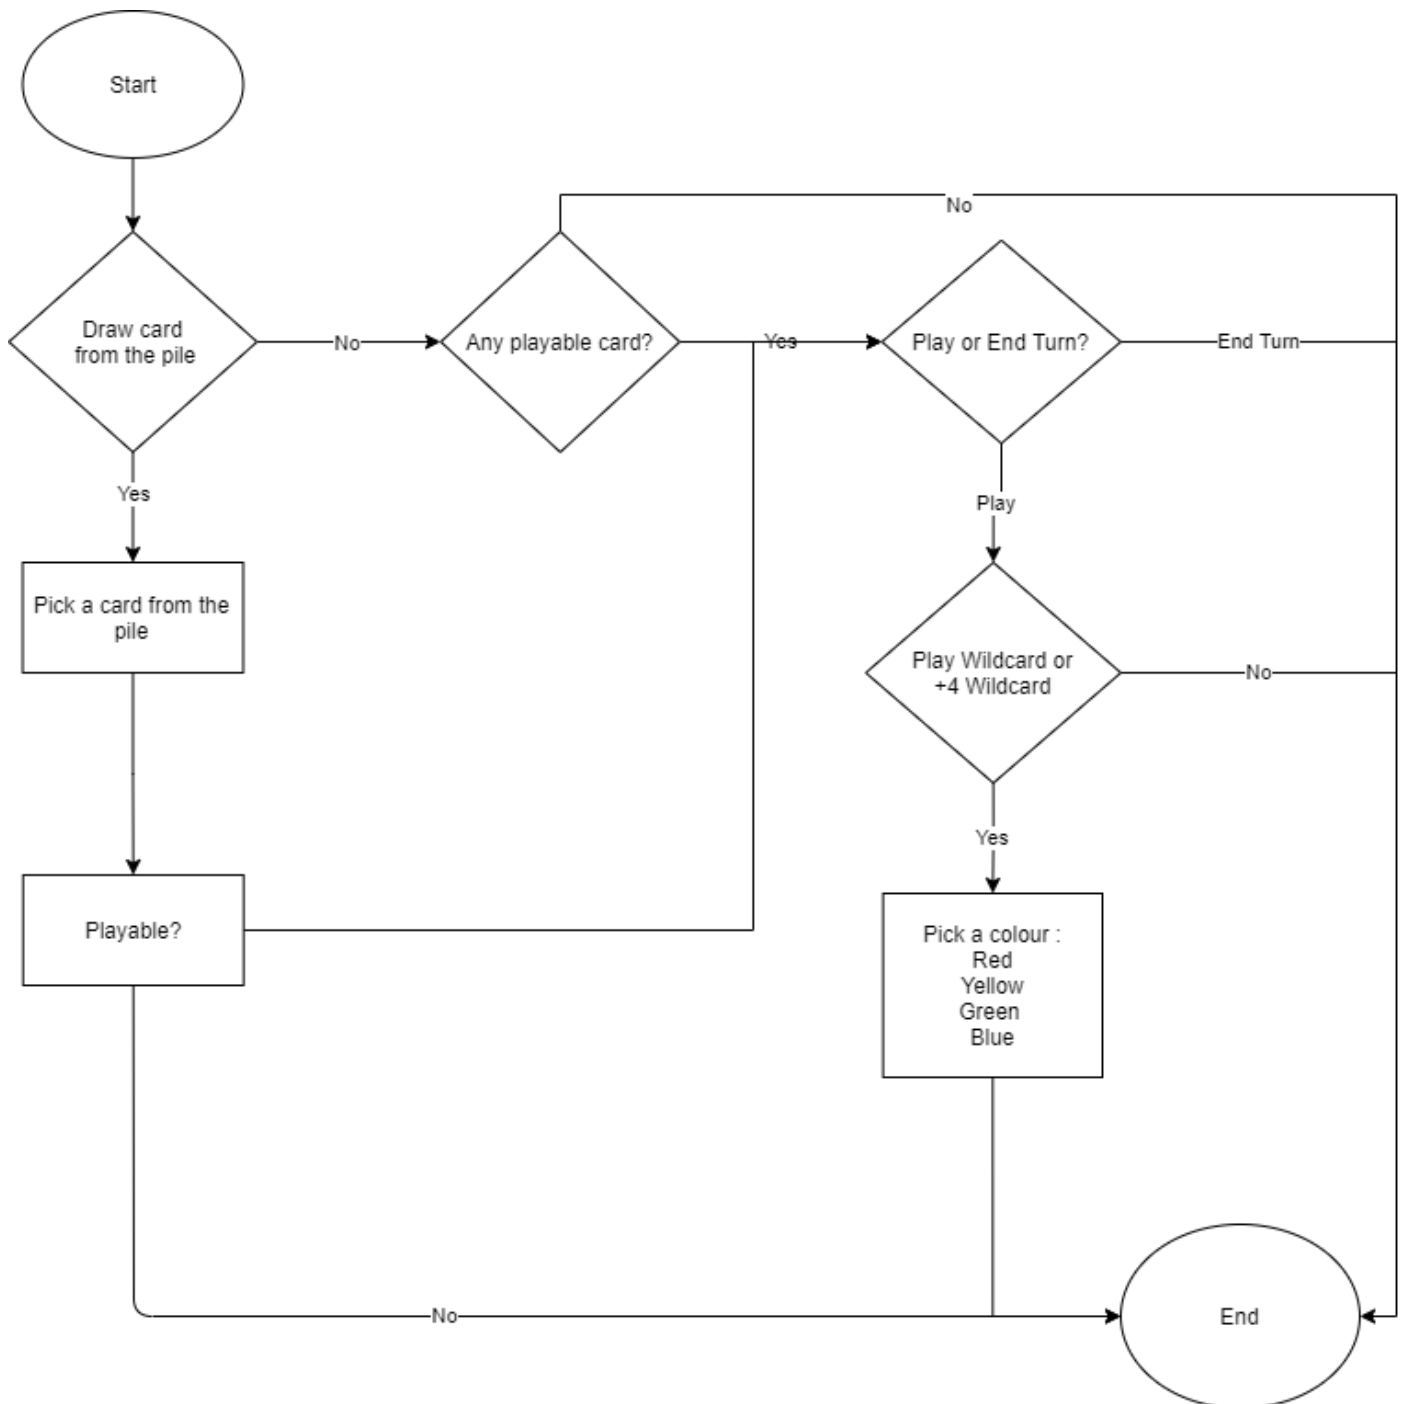 Start
No
Draw card
from the pile
No
Any playable card?
Yes
Play or End Turn?
End Turn
Yes
Play
Pick a card from the
pile
Play Wildcard or
+4 Wildcard
No
Yes
Playable?
Pick a colour :
Red
Yellow
Green
Blue
No
End